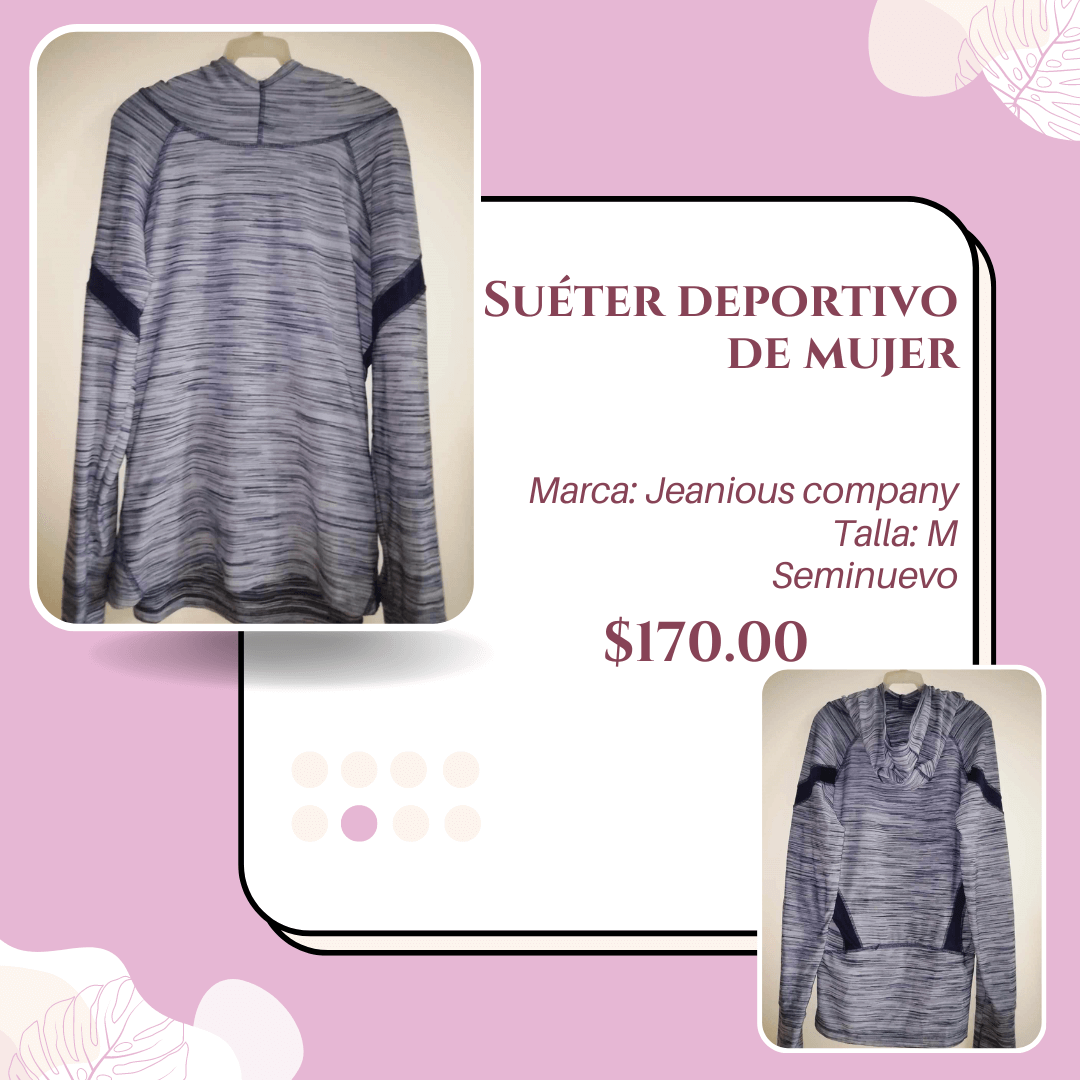 Suéter deportivo
de mujer
Marca: Jeanious company
Talla: M
Seminuevo
$170.00